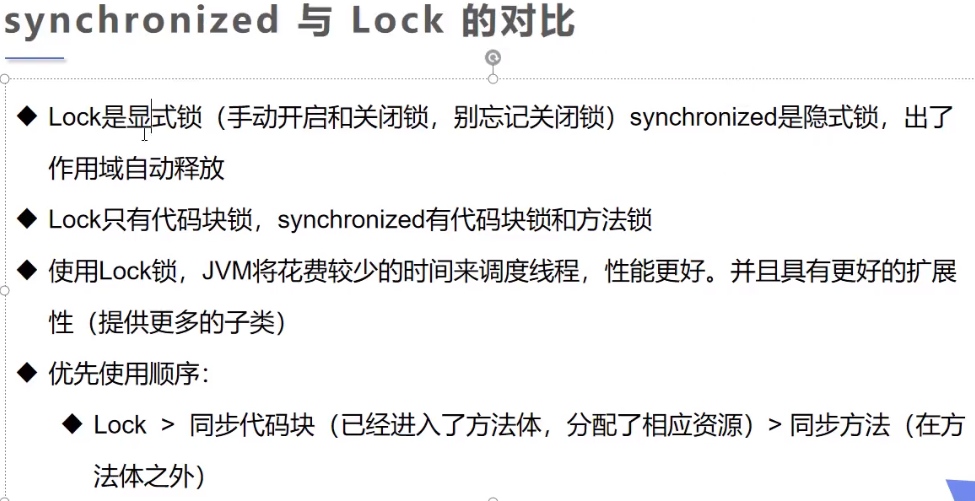 synchronized 与 Lock 的对比
◆ Lock是显式锁（手动开启和关闭锁，别忘记关闭锁）synchronized是隐式锁，出了
作用域自动释放
◆ Lock只有代码块锁，synchronized有代码块锁和方法锁
◆ 使用Lock锁，JVM将花费较少的时间来调度线程，性能更好。并且具有更好的扩展
性（提供更多的子类）
◆ 优先使用顺序：
◆ Lock > 同步代码块（已经进入了方法体，分配了相应资源）> 同步方法（在方
法体之外）